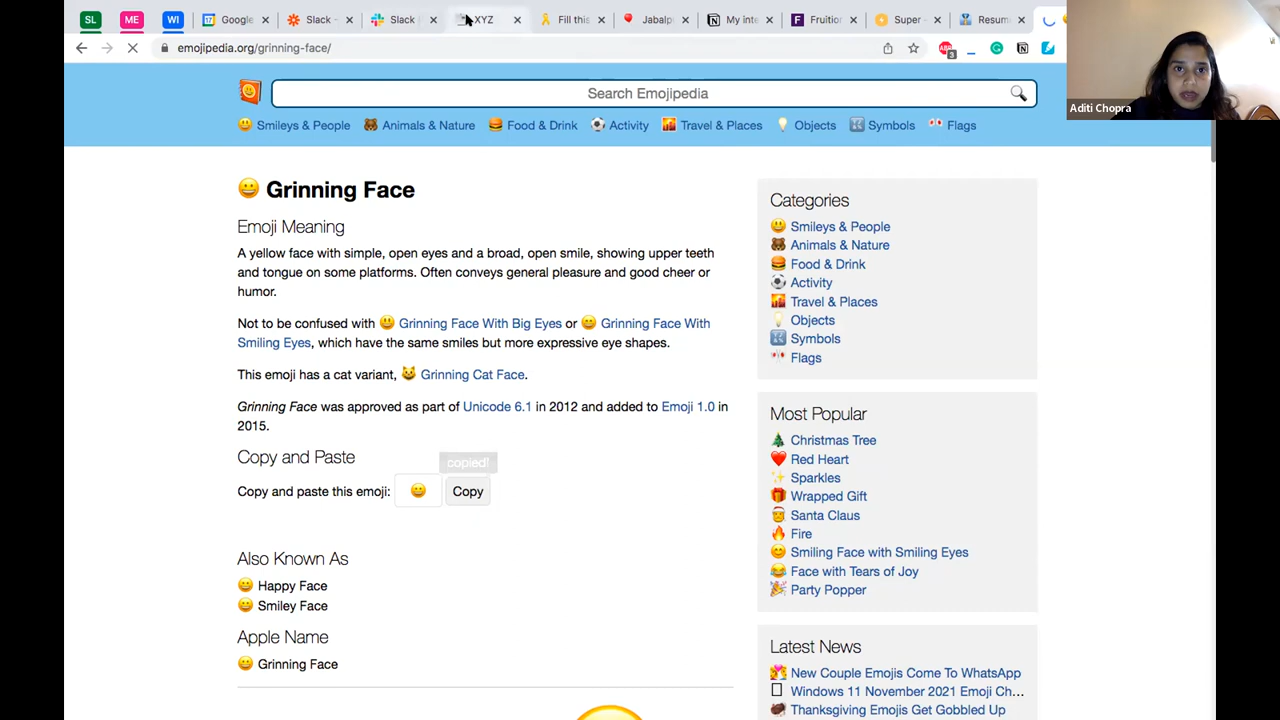 SL ME WI Google Slack - Slack XYZ Fill this Jabalp My inte Fruition Super - Resum
emojipedia.org/grinning-face/
Aditi Chopra
Search Emojipedia
Smileys & People Animals & Nature Food & Drink Activity Travel & Places Objects Symbols Flags
Grinning Face
Emoji Meaning
A yellow face with simple, open eyes and a broad, open smile, showing upper teeth
and tongue on some platforms. Often conveys general pleasure and good cheer or
humor.
Not to be confused with 😃 Grinning Face With Big Eyes or 😄 Grinning Face With
Smiling Eyes, which have the same smiles but more expressive eye shapes.
This emoji has a cat variant, 😺 Grinning Cat Face.
Grinning Face was approved as part of Unicode 6.1 in 2012 and added to Emoji 1.0 in
2015.
Copy and Paste
copied!
Copy and paste this emoji: 😀 Copy
Also Known As
Happy Face
Smiley Face
Apple Name
Grinning Face
Categories
Smileys & People
Animals & Nature
Food & Drink
Activity
Travel & Places
Objects
Symbols
Flags
Most Popular
Christmas Tree
Red Heart
Sparkles
Wrapped Gift
Santa Claus
Fire
Smiling Face with Smiling Eyes
Face with Tears of Joy
Party Popper
Latest News
New Couple Emojis Come To WhatsApp
Windows 11 November 2021 Emoji Ch...
Thanksgiving Emojis Get Gobbled Up